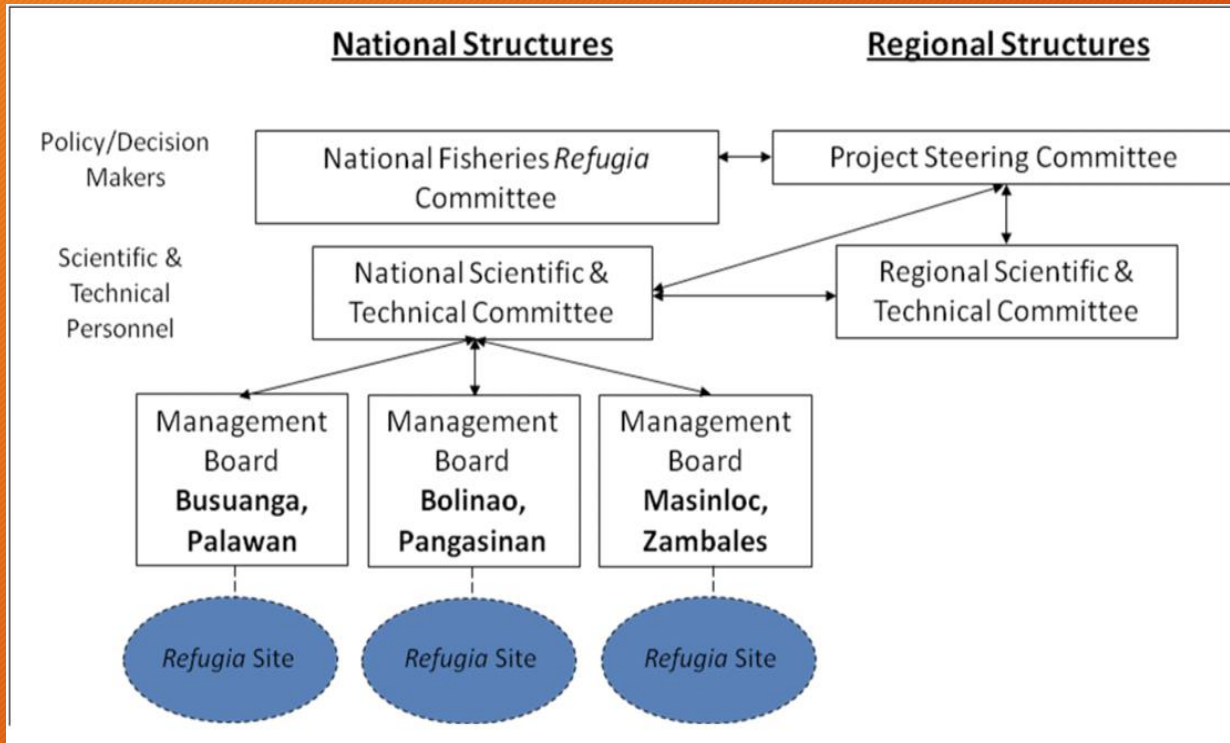 National Structures
Regional Structures
Policy/Decision
Makers
National Fisheries Refugia
Committee
Project Steering Committee
Scientific &
Technical
Personnel
National Scientific &
Technical Committee
Regional Scientific &
Technical Committee
Management
Board
Busuanga,
Palawan
Management
Board
Bolinao,
Pangasinan
Management
Board
Masinloc,
Zambales
Refugia Site
Refugia Site
Refugia Site